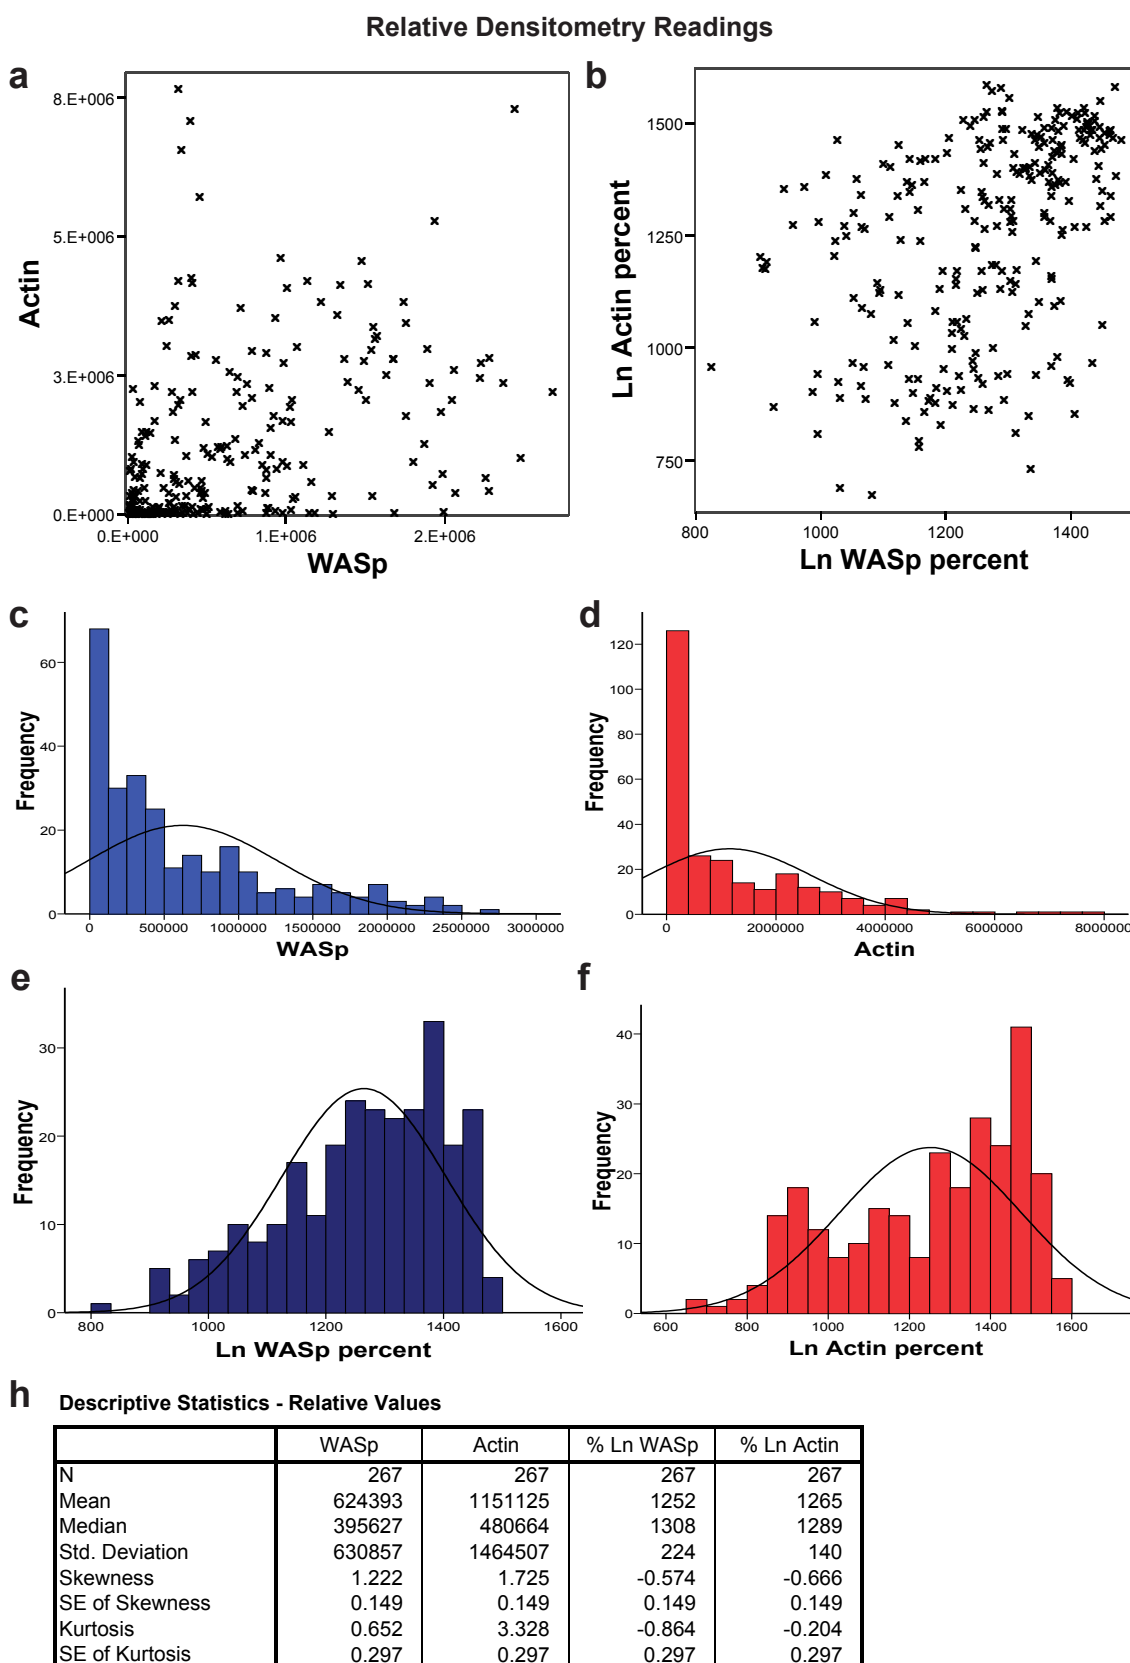 Relative Densitometry Readings
a
8.E+006
5.E+006
3.E+006
0.E+000
Actin
0.E+000 1.E+006 2.E+006
WASp
b
1500
1250
1000
750
Ln Actin percent
800 1000 1200 1400
Ln WASp percent
c
60
40
20
0
Frequency
0 500000 1000000 1500000 2000000 2500000 3000000
WASp
d
120
100
80
60
40
20
0
Frequency
0 2000000 4000000 6000000 8000000
Actin
e
30
20
10
0
Frequency
800 1000 1200 1400 1600
Ln WASp percent
f
40
30
20
10
0
Frequency
600 800 1000 1200 1400 1600
Ln Actin percent
h Descriptive Statistics - Relative Values
WASp Actin % Ln WASp % Ln Actin
N 267 267 267 267
Mean 624393 1151125 1252 1265
Median 395627 480664 1308 1289
Std. Deviation 630857 1464507 224 140
Skewness 1.222 1.725 -0.574 -0.666
SE of Skewness 0.149 0.149 0.149 0.149
Kurtosis 0.652 3.328 -0.864 -0.204
SE of Kurtosis 0.297 0.297 0.297 0.297